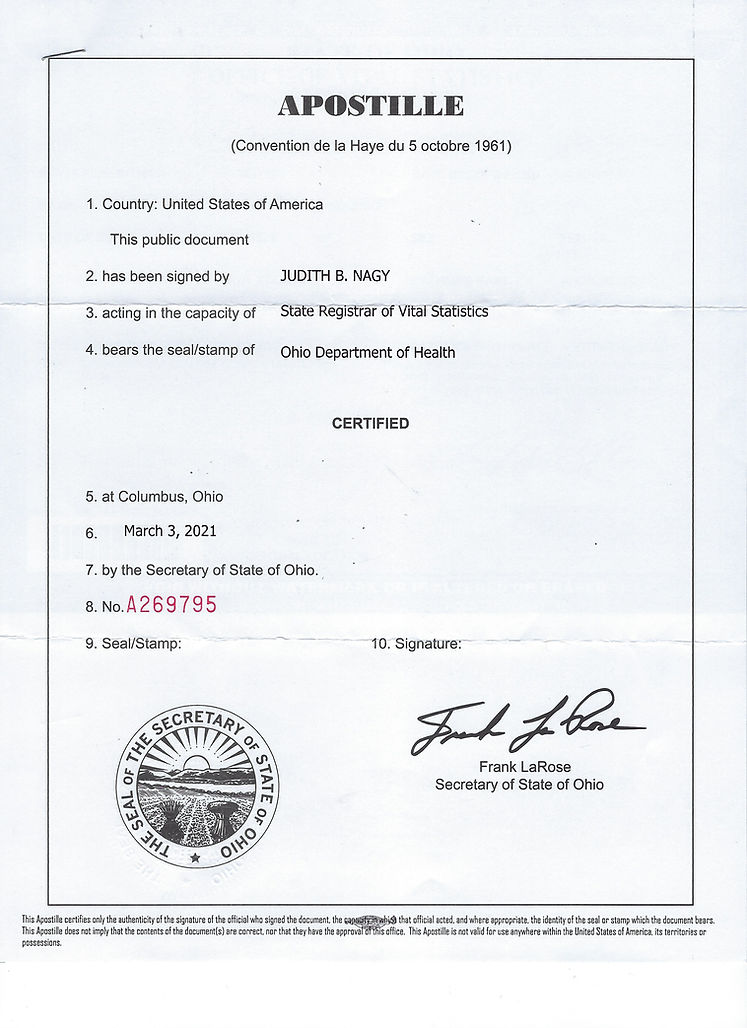 APOSTILLE
(Convention de la Haye du 5 octobre 1961)
1. Country: United States of America
This public document
2. has been signed by JUDITH B. NAGY
3. acting in the capacity of State Registrar of Vital Statistics
4. bears the seal/stamp of Ohio Department of Health
CERTIFIED
5. at Columbus, Ohio
6. March 3, 2021
7. by the Secretary of State of Ohio.
8. No. A269795
9. Seal/Stamp: 10. Signature:
THE SEAL OF THE SECRETARY OF STATE OF OHIO
Frank LaRose
Frank LaRose
Secretary of State of Ohio
This Apostille certifies only the authenticity of the signature of the official who signed the document, the capacity in which that official acted, and where appropriate, the identity of the seal or stamp which the document bears.
This Apostille does not imply that the contents of the document(s) are correct, nor that they have the approval of this office. This Apostille is not valid for use anywhere within the United States of America, its territories or
possessions.